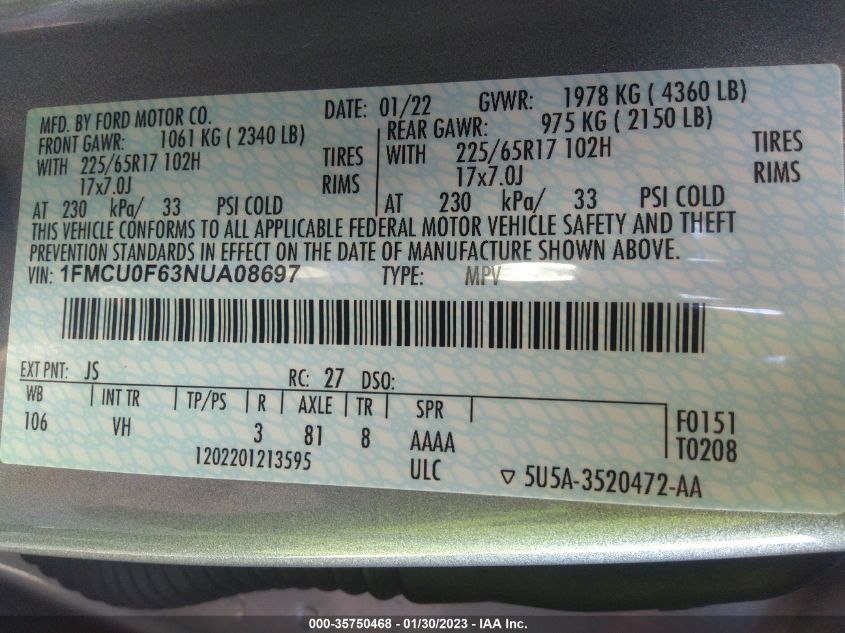 MFD. BY FORD MOTOR CO. DATE: 01/22 GVWR: 1978 KG ( 4360 LB)
FRONT GAWR: 1061 KG ( 2340 LB) REAR GAWR: 975 KG ( 2150 LB)
WITH 225/65R17 102H TIRES WITH 225/65R17 102H TIRES
17x7.0J RIMS 17x7.0J RIMS
AT 230 kPa/ 33 PSI COLD AT 230 kPa/ 33 PSI COLD
THIS VEHICLE CONFORMS TO ALL APPLICABLE FEDERAL MOTOR VEHICLE SAFETY AND THEFT
PREVENTION STANDARDS IN EFFECT ON THE DATE OF MANUFACTURE SHOWN ABOVE.
VIN: 1FMCU0F63NUA08697 TYPE: MPV
EXT PNT: JS RC: 27 DSO:
WB INT TR TP/PS R AXLE TR SPR F0151
106 VH 3 81 8 AAAA T0208
1202201213595 ULC ▽ 5U5A-3520472-AA
000-35750468 - 01/30/2023 - IAA Inc.